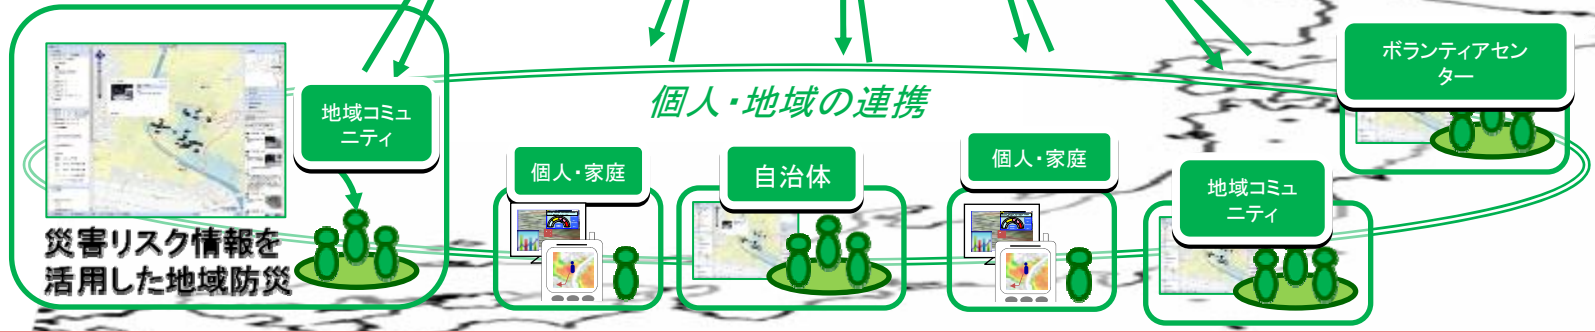 個人・地域の連携
地域コミュ
ニティ
災害リスク情報を
活用した地域防災
個人・家庭
自治体
個人・家庭
地域コミュ
ニティ
ボランティアセン
ター